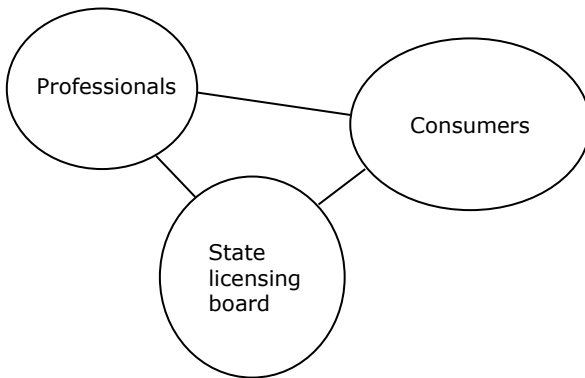 Professionals
Consumers
State
licensing
board